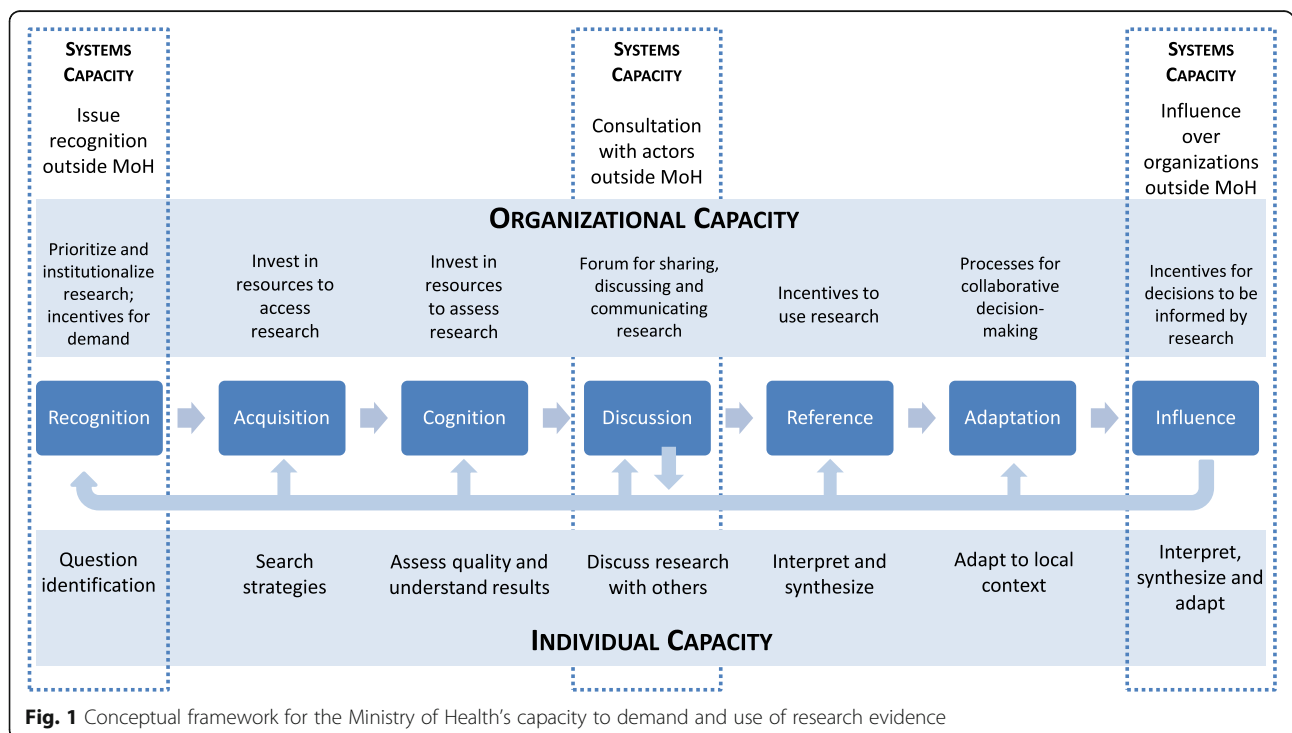 SYSTEMS
CAPACITY
Issue
recognition
outside MoH
SYSTEMS
CAPACITY
Consultation
with actors
outside MoH
SYSTEMS
CAPACITY
Influence
over
organizations
outside MoH
ORGANIZATIONAL CAPACITY
Prioritize and
institutionalize
research;
incentives for
demand
Invest in
resources to
access
research
Invest in
resources
to assess
research
Forum for sharing,
discussing and
communicating
research
Incentives to
use research
Processes for
collaborative
decision-
making
Incentives for
decisions to be
informed by
research
Recognition
Acquisition
Cognition
Discussion
Reference
Adaptation
Influence
Question
identification
Search
strategies
Assess quality and
understand results
Discuss research
with others
Interpret and
synthesize
Adapt to local
context
Interpret,
synthesize and
adapt
INDIVIDUAL CAPACITY
Fig. 1 Conceptual framework for the Ministry of Health's capacity to demand and use of research evidence